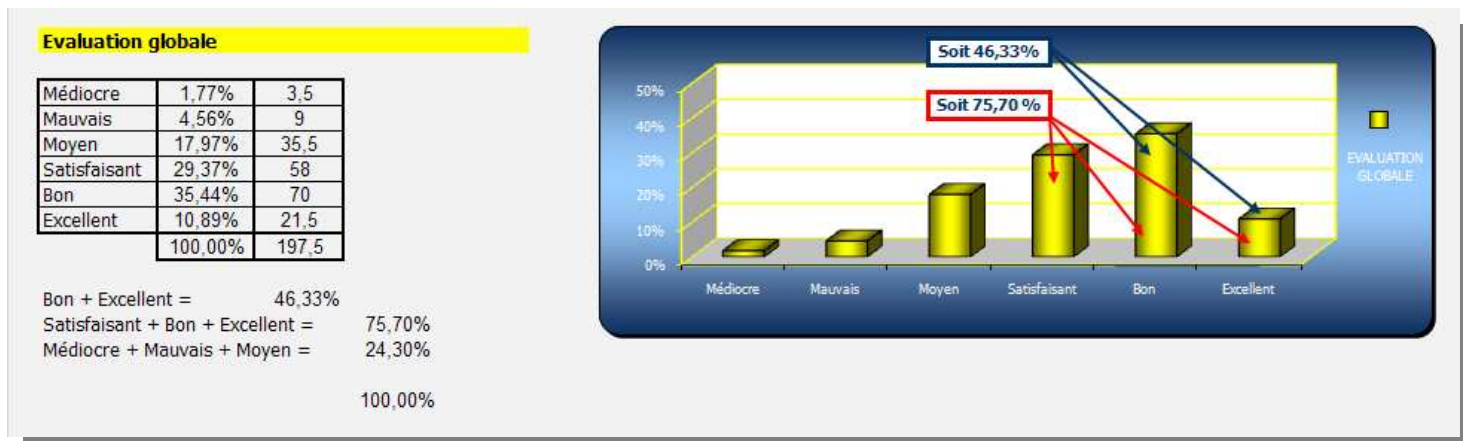 Evaluation globale
Médiocre 1,77% 3,5
Mauvais 4,56% 9
Moyen 17,97% 35,5
Satisfaisant 29,37% 58
Bon 35,44% 70
Excellent 10,89% 21,5
100,00% 197,5
Bon + Excellent = 46,33%
Satisfaisant + Bon + Excellent = 75,70%
Médiocre + Mauvais + Moyen = 24,30%
100,00%
Soit 46,33%
Soit 75,70 %
50%
40%
30%
20%
10%
0%
Médiocre Mauvais Moyen Satisfaisant Bon Excellent
EVALUATION
GLOBALE